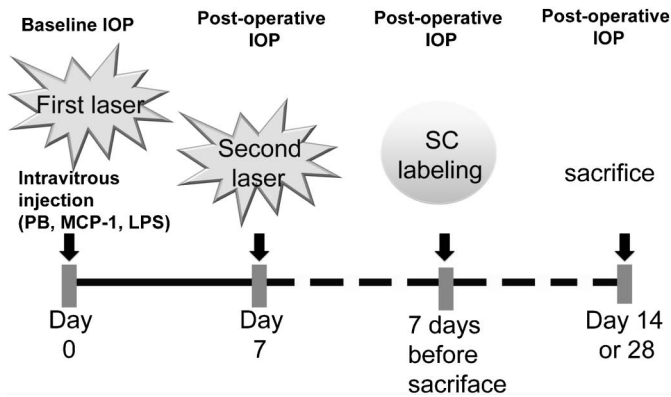 Baseline IOP
First laser
Intravitrous
injection
(PB, MCP-1, LPS)
Day
0
Post-operative
IOP
Second
laser
Day
7
Post-operative
IOP
SC
labeling
7 days
before
sacriface
Post-operative
IOP
sacrifice
Day 14
or 28